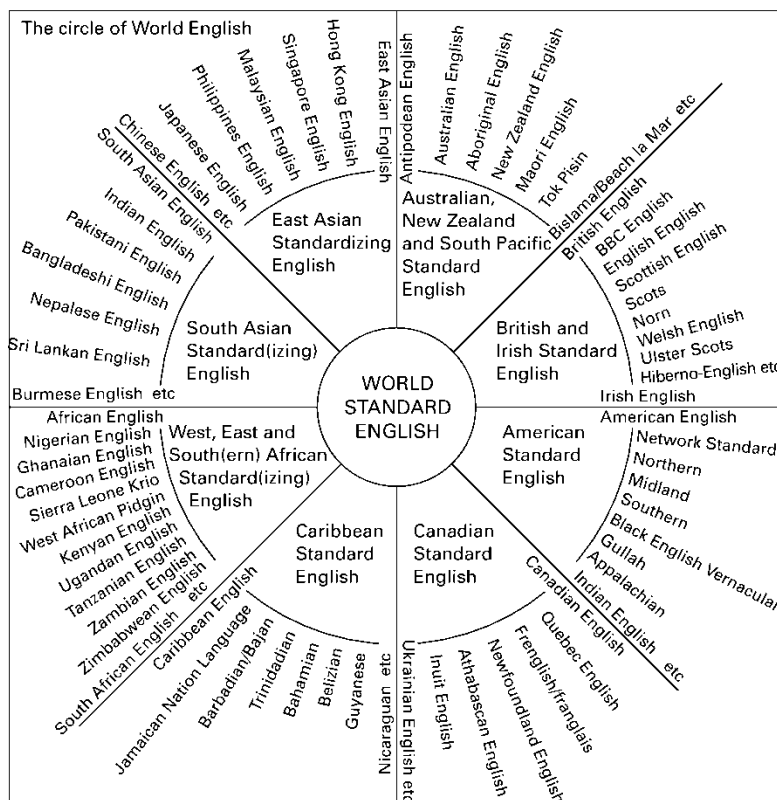 The circle of World English
WORLD
STANDARD
ENGLISH
East Asian
Standardizing
English
East Asian English
Hong Kong English
Singapore English
Malaysian English
Philippines English
Japanese English
Chinese English etc
Australian,
New Zealand
and South Pacific
Standard
English
Antipodean English
Australian English
Aboriginal English
New Zealand English
Maori English
Tok Pisin
Bislama/Beach la Mar etc
British and
Irish Standard
English
British English
BBC English
English English
Scottish English
Scots
Norn
Welsh English
Ulster Scots
Hiberno-English etc
Irish English
American
Standard
English
American English
Network Standard
Northern
Midland
Southern
Black English Vernacular
Gullah
Appalachian
Indian English etc
Canadian
Standard
English
Canadian English
Quebec English
Frenglish/franglais
Newfoundland English
Athabascan English
Inuit English
Ukrainian English etc
Caribbean
Standard
English
Caribbean English
Jamaican Nation Language
Barbadian/Bajan
Trinidadian
Bahamian
Belizian
Guyanese
Nicaraguan etc
West, East and
South(ern) African
Standard(izing)
English
African English
Nigerian English
Ghanaian English
Cameroon English
Sierra Leone Krio
West African Pidgin
Kenyan English
Ugandan English
Tanzanian English
Zambian English
Zimbabwean English
South African English etc
South Asian
Standard(izing)
English
South Asian English
Indian English
Pakistani English
Bangladeshi English
Nepalese English
Sri Lankan English
Burmese English etc